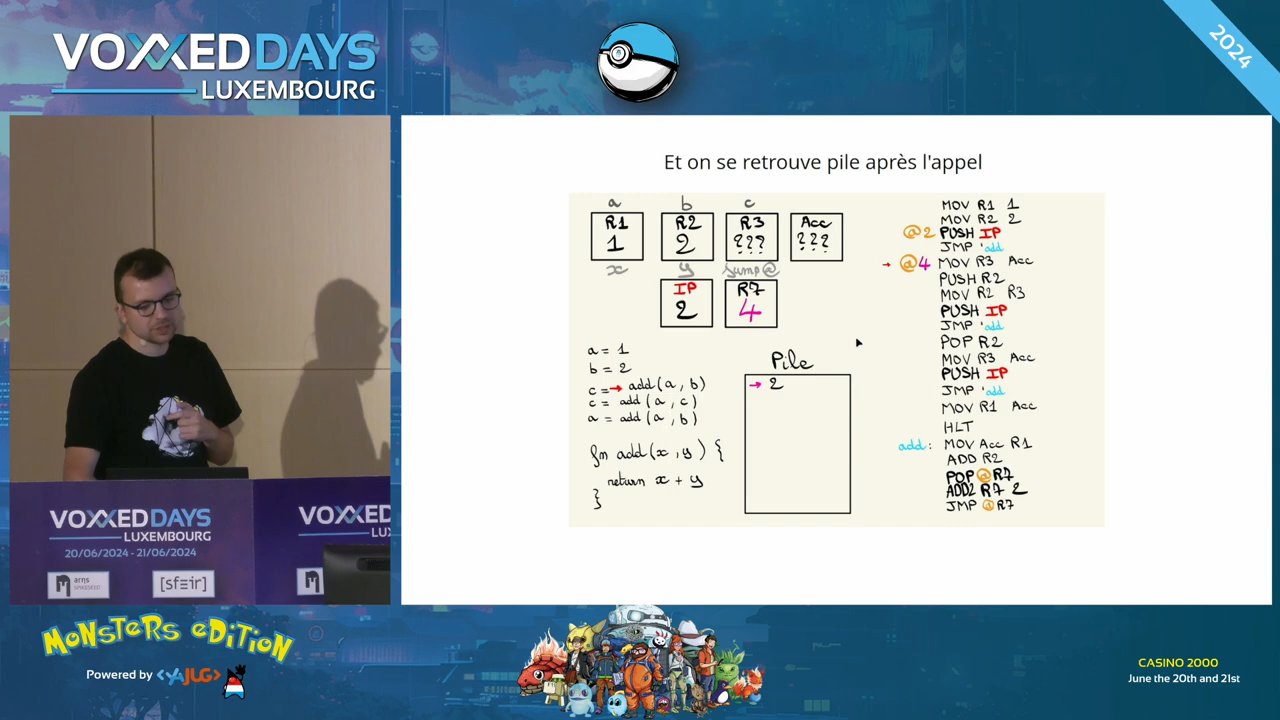 VOXXED DAYS
LUXEMBOURG
2024
Et on se retrouve pile après l'appel
a b c
R1 R2 R3 Acc
1 2 ??? ???
x y jump@
IP R7
2 4
a = 1
b = 2
c = → add(a, b)
c = add(a, c)
a = add(a, b)
fn add(x, y) {
return x + y
}
Pile
→ 2
MOV R1 1
MOV R2 2
@2 PUSH IP
JMP 'add
→ @4 MOV R3 Acc
PUSH R2
MOV R2 R3
PUSH IP
JMP 'add
POP R2
MOV R3 Acc
PUSH IP
JMP 'add
MOV R1 Acc
HLT
add: MOV Acc R1
ADD R2
POP @R7
ADD2 R7 2
JMP @R7
VOXXED DAYS
LUXEMBOURG
20/06/2024 - 21/06/2024
[sfeir]
MONSTERS EDITION
Powered by <YAJUG>
CASINO 2000
June the 20th and 21st